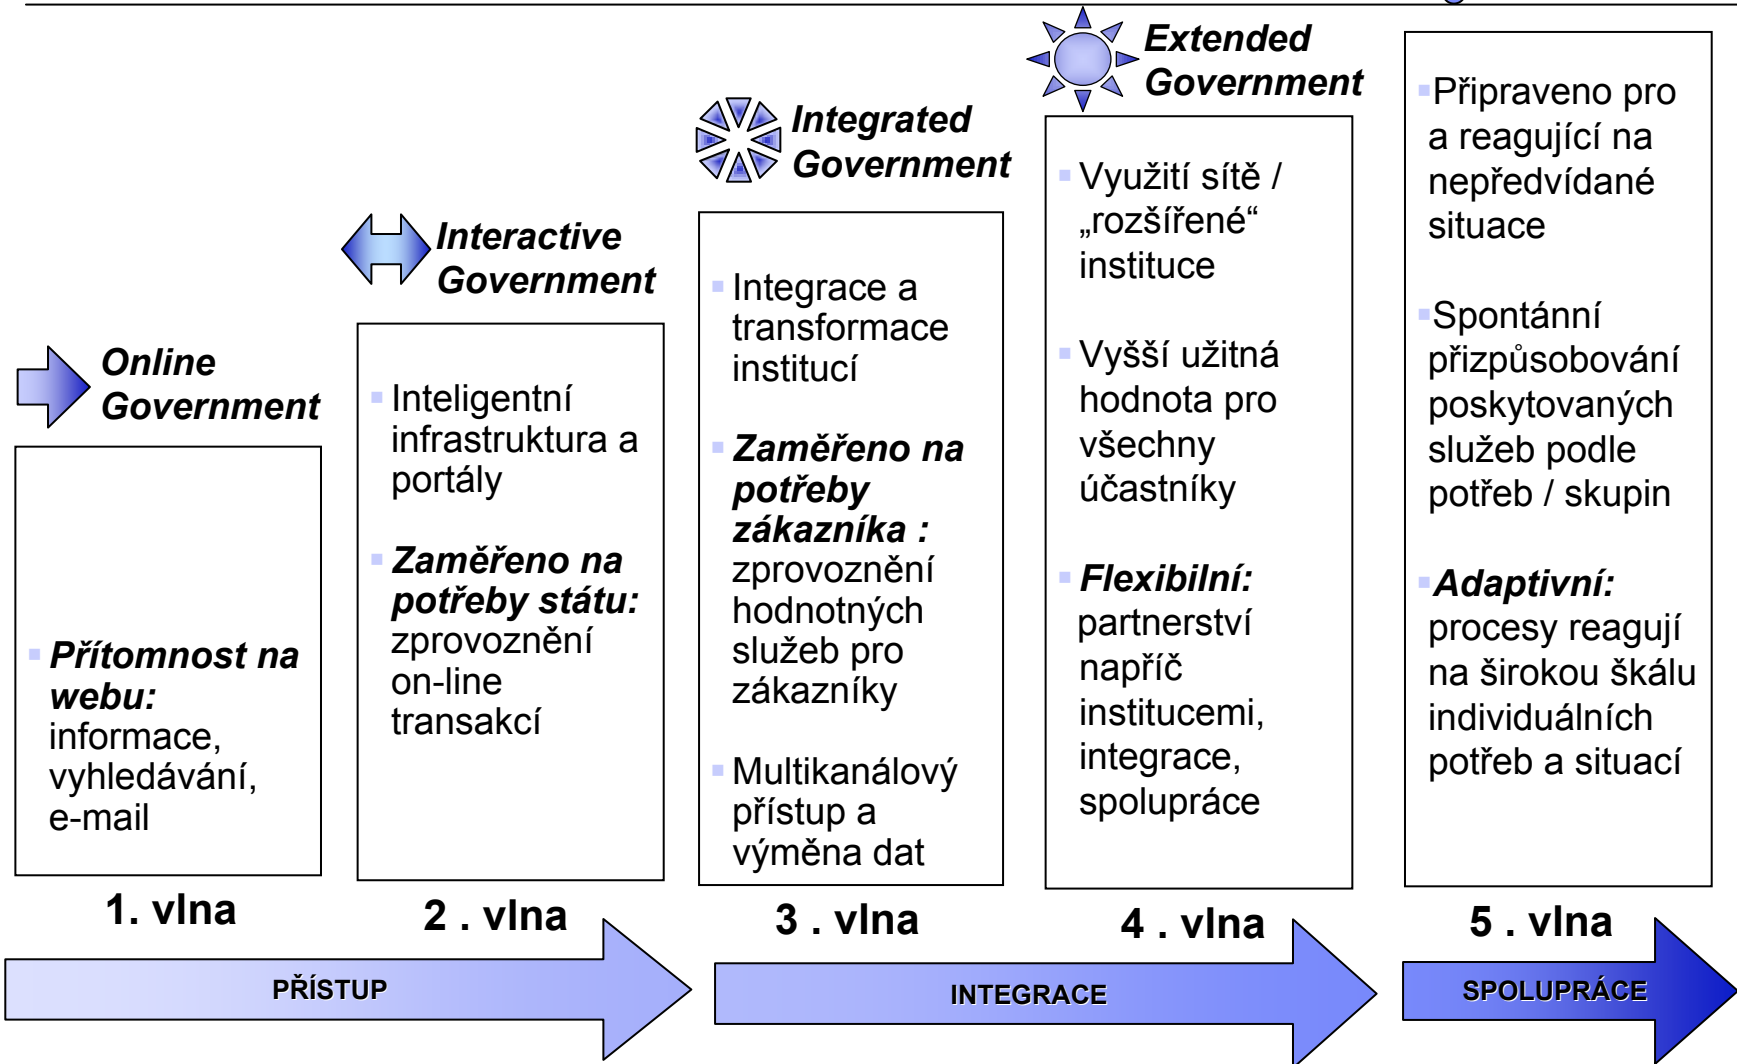 Online
Government
Přítomnost na
webu:
informace,
vyhledávání,
e-mail
1. vlna
Interactive
Government
Inteligentní
infrastruktura a
portály
Zaměřeno na
potřeby státu:
zprovoznění
on-line
transakcí
2 . vlna
Integrated
Government
Integrace a
transformace
institucí
Zaměřeno na
potřeby
zákazníka :
zprovoznění
hodnotných
služeb pro
zákazníky
Multikanálový
přístup a
výměna dat
3 . vlna
Extended
Government
Využití sítě /
„rozšířené“
instituce
Vyšší užitná
hodnota pro
všechny
účastníky
Flexibilní:
partnerství
napříč
institucemi,
integrace,
spolupráce
4 . vlna
Připraveno pro
a reagující na
nepředvídané
situace
Spontánní
přizpůsobování
poskytovaných
služeb podle
potřeb / skupin
Adaptivní:
procesy reagují
na širokou škálu
individuálních
potřeb a situací
5 . vlna
PŘÍSTUP
INTEGRACE
SPOLUPRÁCE